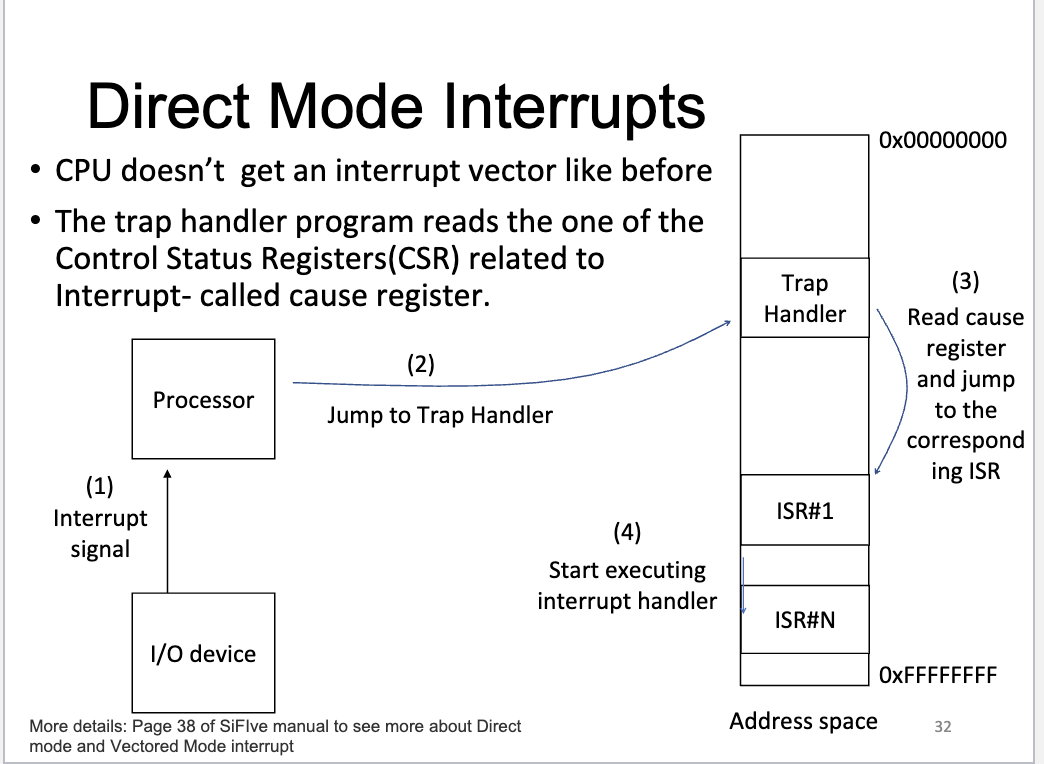 Direct Mode Interrupts
• CPU doesn’t  get an interrupt vector like before
• The trap handler program reads the one of the
Control Status Registers(CSR) related to
Interrupt- called cause register.
0x00000000
Trap
Handler
(3)
Read cause
register
and jump
to the
correspond
ing ISR
(2)
Jump to Trap Handler
Processor
(1)
Interrupt
signal
ISR#1
(4)
Start executing
interrupt handler
ISR#N
I/O device
0xFFFFFFFF
Address space
More details: Page 38 of SiFIve manual to see more about Direct
mode and Vectored Mode interrupt
32